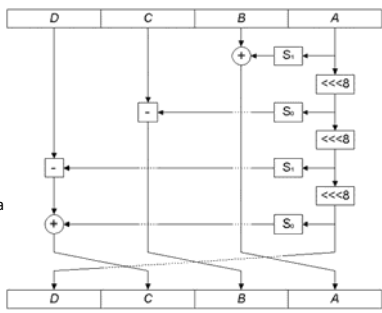 D C B A
+ S₁
<<<8
- S₀
<<<8
- S₁
<<<8
a
+ S₀
D C B A